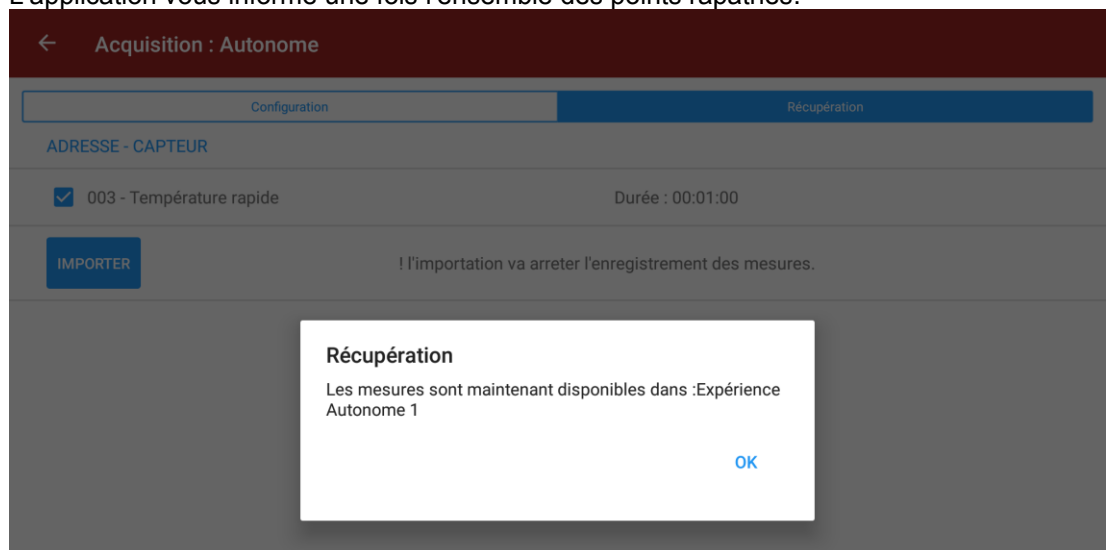 L'application vous informe une fois l'ensemble des points rapatriés.
Acquisition : Autonome
Configuration
Récupération
ADRESSE - CAPTEUR
003 - Température rapide
Durée : 00:01:00
IMPORTER
! l'importation va arreter l'enregistrement des mesures.
Récupération
Les mesures sont maintenant disponibles dans :Expérience
Autonome 1
OK